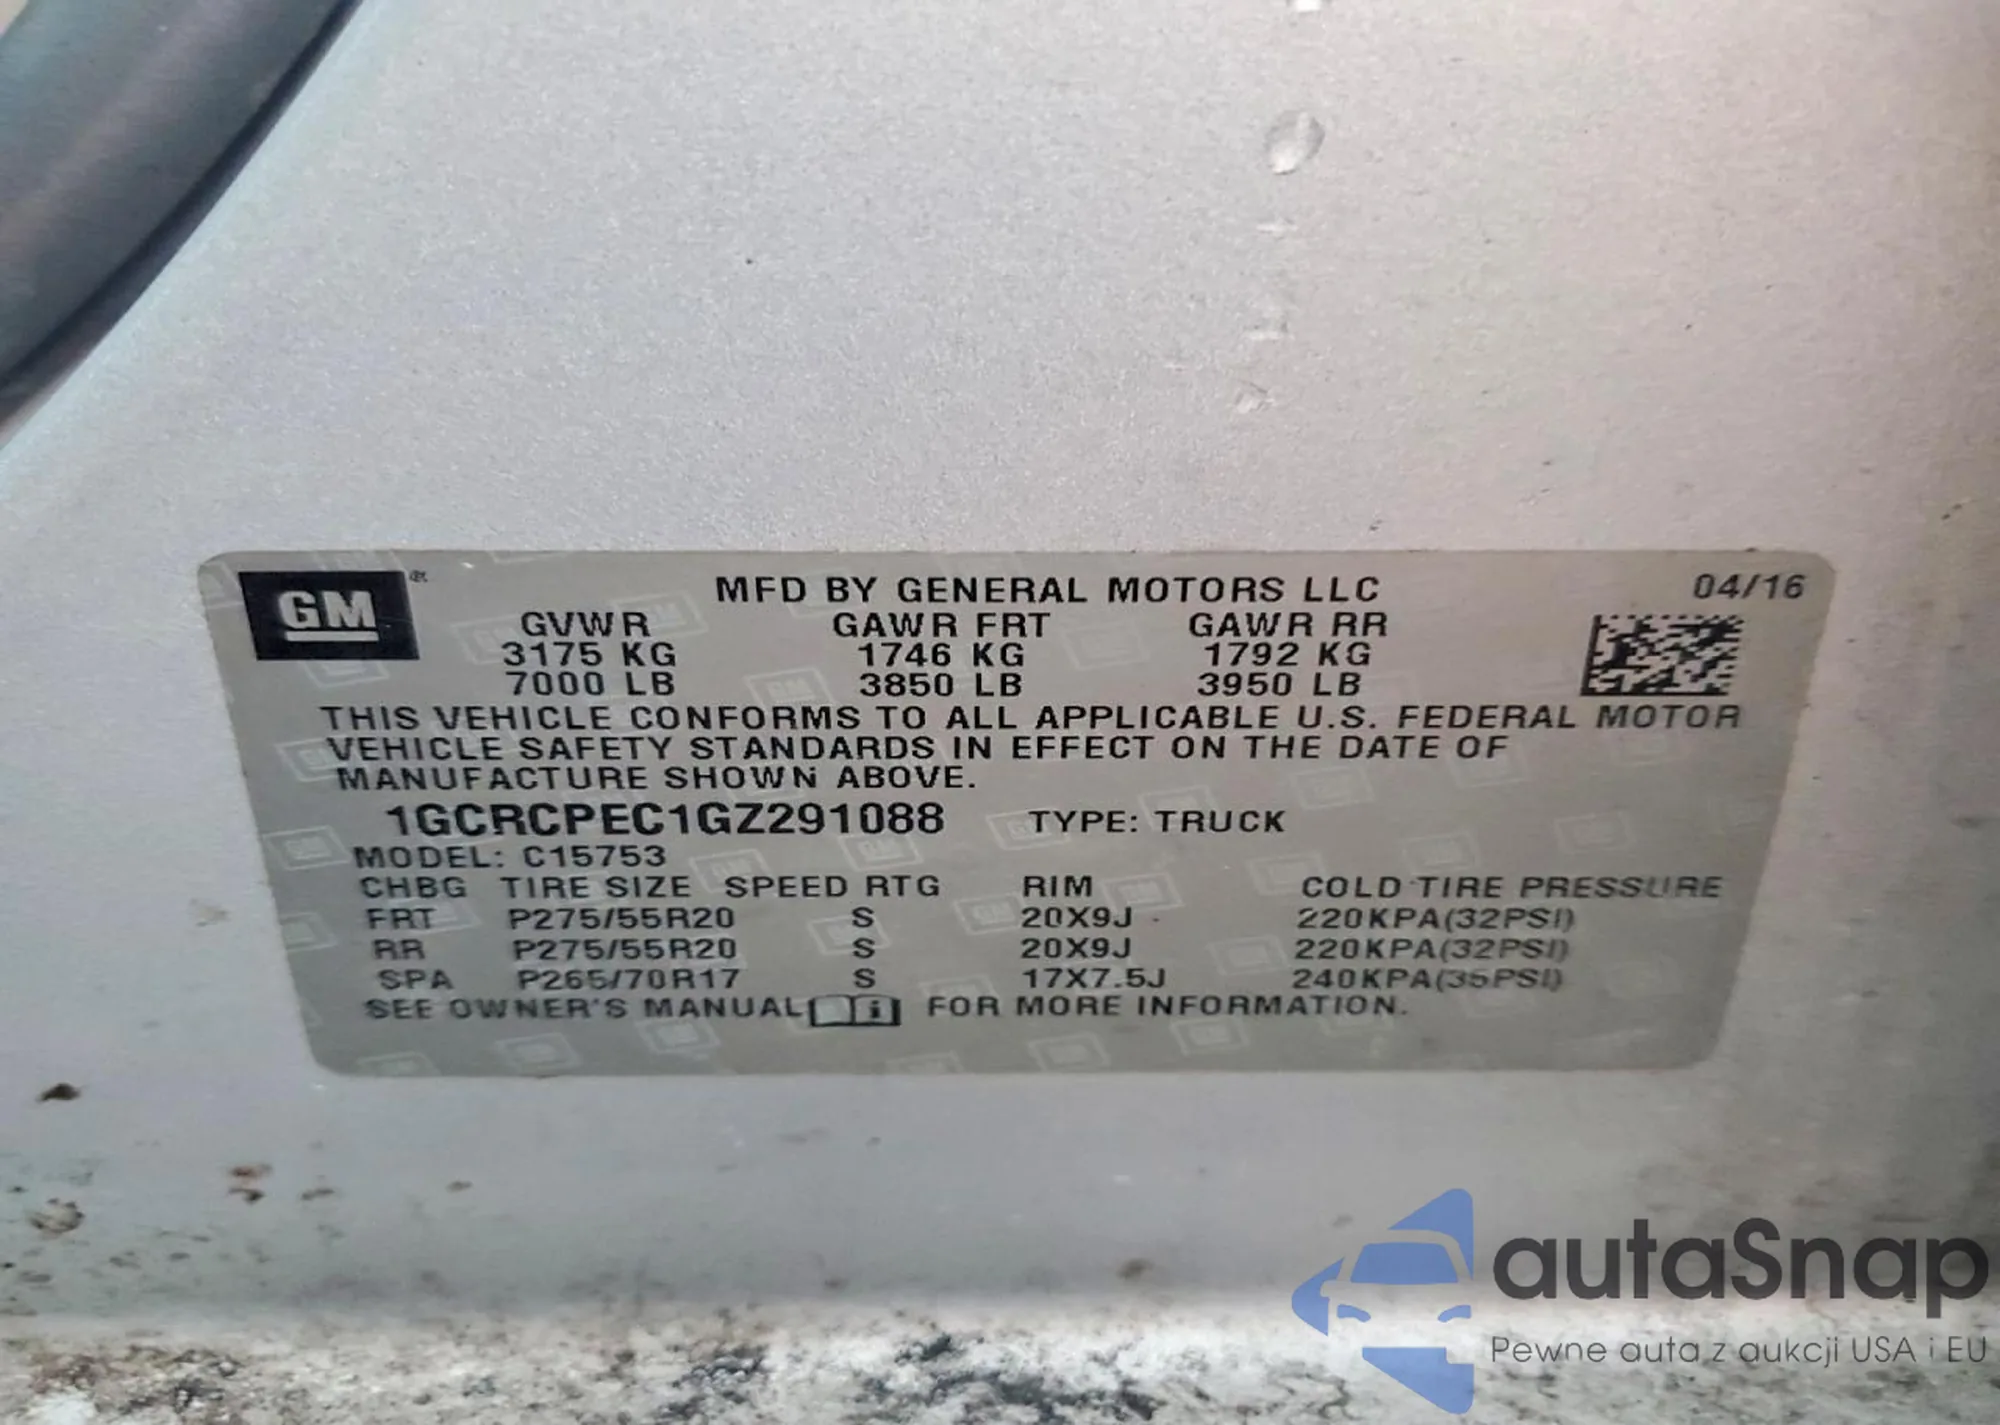 GM
MFD BY GENERAL MOTORS LLC 04/16
GVWR GAWR FRT GAWR RR
3175 KG 1746 KG 1792 KG
7000 LB 3850 LB 3950 LB
THIS VEHICLE CONFORMS TO ALL APPLICABLE U.S. FEDERAL MOTOR
VEHICLE SAFETY STANDARDS IN EFFECT ON THE DATE OF
MANUFACTURE SHOWN ABOVE.
1GCRCPEC1GZ291088 TYPE: TRUCK
MODEL: C15753
CHBG TIRE SIZE SPEED RTG RIM COLD TIRE PRESSURE
FRT P275/55R20 S 20X9J 220KPA(32PSI)
RR P275/55R20 S 20X9J 220KPA(32PSI)
SPA P265/70R17 S 17X7.5J 240KPA(35PSI)
SEE OWNER'S MANUAL i FOR MORE INFORMATION.
autaSnap
Pewne auta z aukcji USA i EU